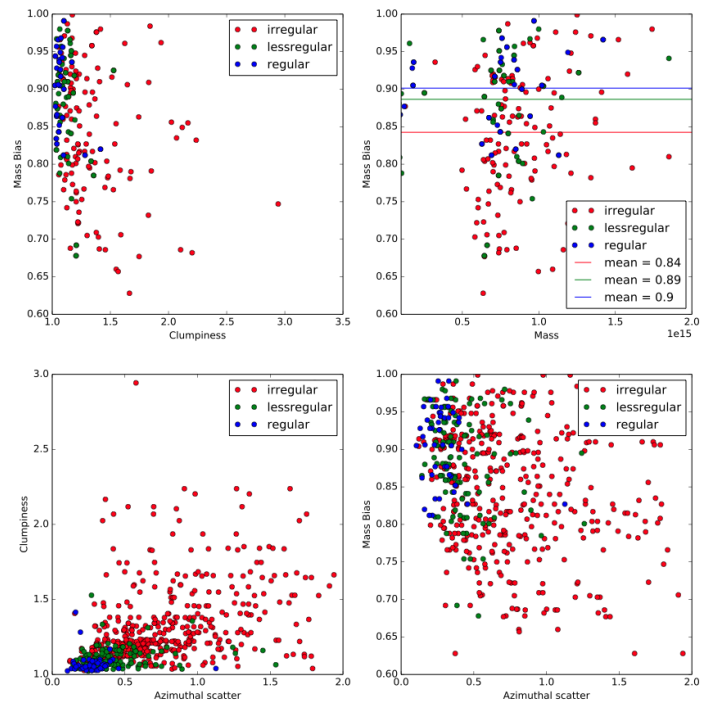 1.00
0.95
0.90
0.85
0.80
0.75
0.70
0.65
0.60
Mass Bias
1.0 1.5 2.0 2.5 3.0 3.5
Clumpiness
irregular
lessregular
regular
1.00
0.95
0.90
0.85
0.80
0.75
0.70
0.65
0.60
Mass Bias
0.5 1.0 1.5 2.0
Mass
1e15
irregular
lessregular
regular
mean = 0.84
mean = 0.89
mean = 0.9
3.0
2.5
2.0
1.5
1.0
Clumpiness
0.0 0.5 1.0 1.5 2.0
Azimuthal scatter
irregular
lessregular
regular
1.00
0.95
0.90
0.85
0.80
0.75
0.70
0.65
0.60
Mass Bias
0.0 0.5 1.0 1.5 2.0
Azimuthal scatter
irregular
lessregular
regular